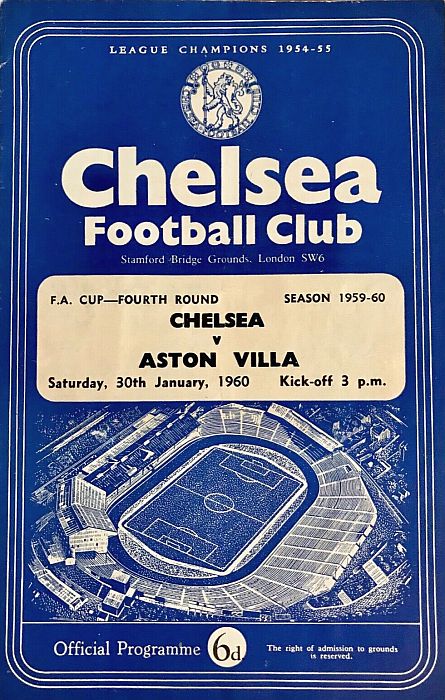 LEAGUE CHAMPIONS 1954-55
Chelsea
Football Club
Stamford Bridge Grounds, London SW6
F.A. CUP—FOURTH ROUND SEASON 1959-60
CHELSEA
v
ASTON VILLA
Saturday, 30th January, 1960 Kick-off 3 p.m.
Official Programme 6d The right of admission to grounds
is reserved.